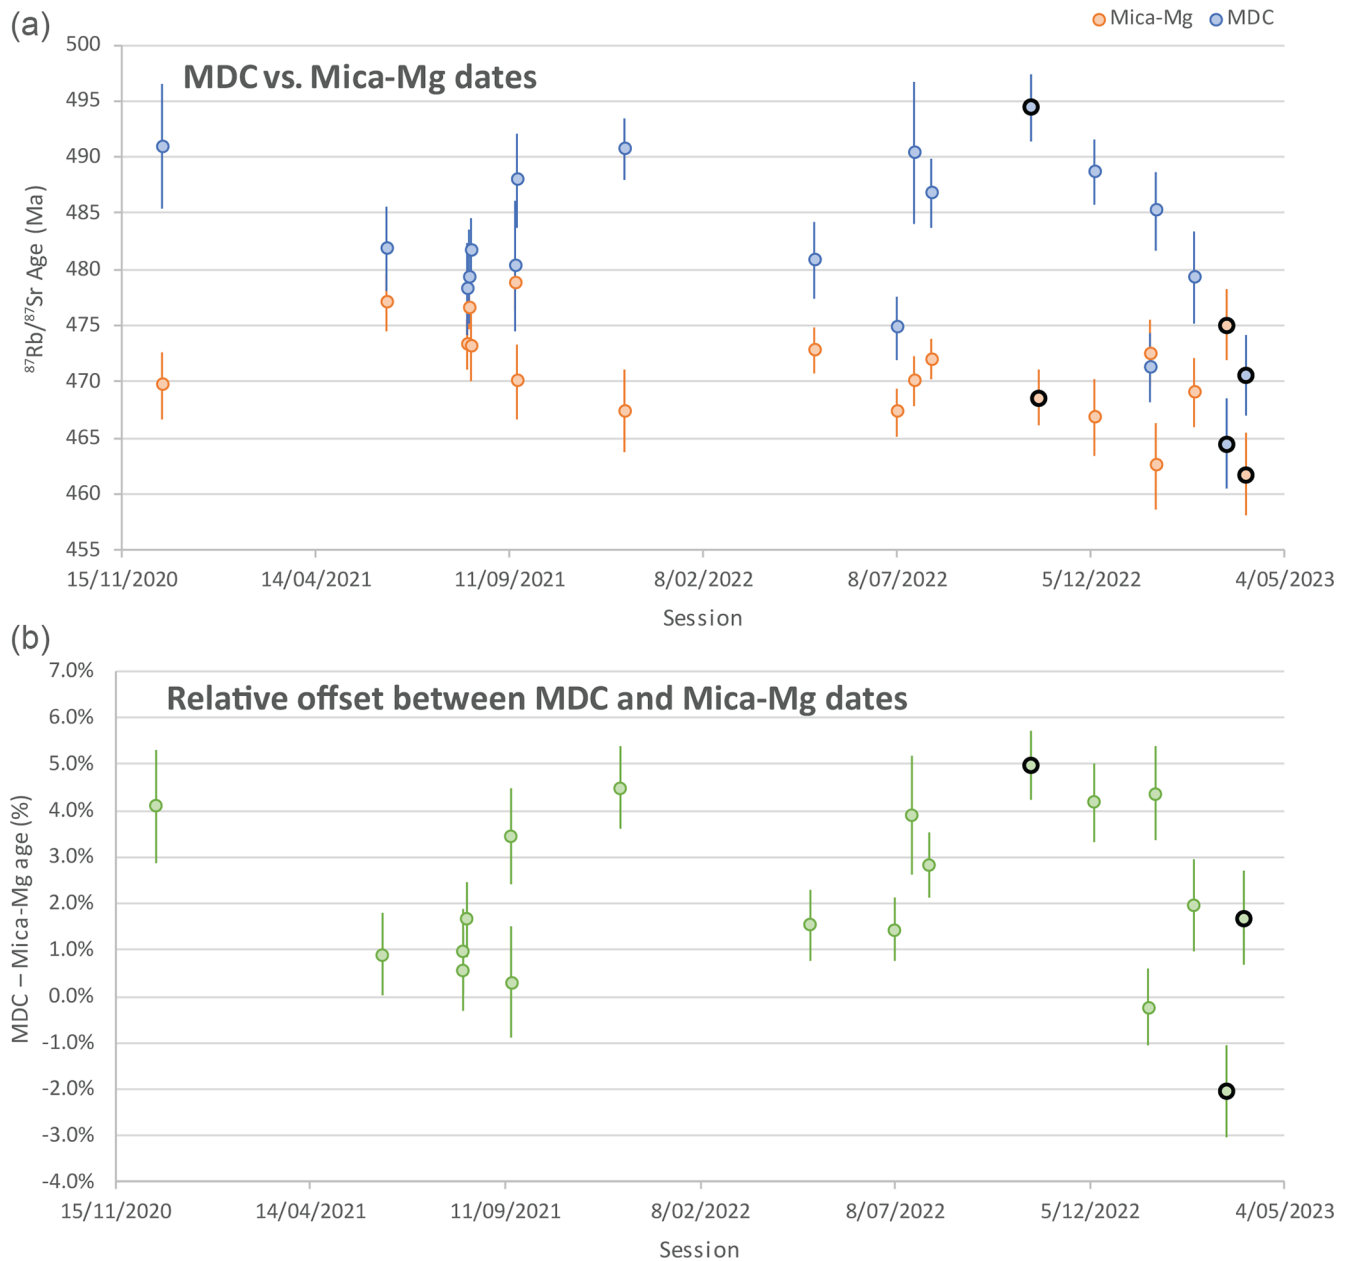 (a)
Mica-Mg MDC
MDC vs. Mica-Mg dates
500
495
490
485
480
475
470
465
460
455
⁸⁷Rb/⁸⁷Sr Age (Ma)
15/11/2020 14/04/2021 11/09/2021 8/02/2022 8/07/2022 5/12/2022 4/05/2023
Session
(b)
Relative offset between MDC and Mica-Mg dates
7.0%
6.0%
5.0%
4.0%
3.0%
2.0%
1.0%
0.0%
-1.0%
-2.0%
-3.0%
-4.0%
MDC – Mica-Mg age (%)
15/11/2020 14/04/2021 11/09/2021 8/02/2022 8/07/2022 5/12/2022 4/05/2023
Session